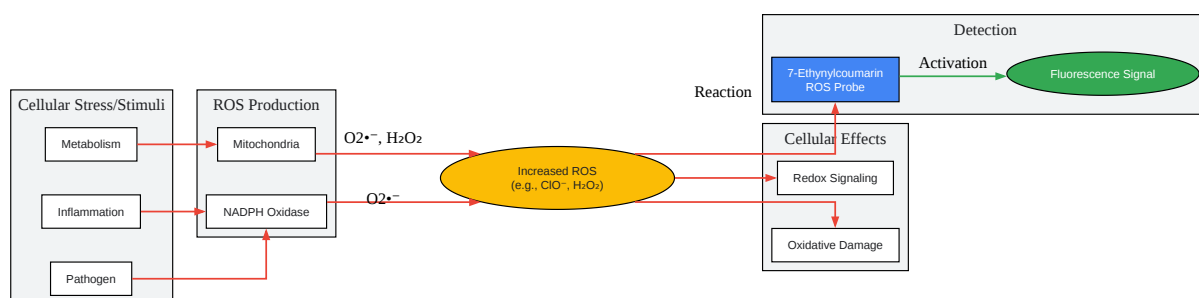 Detection
7-Ethynylcoumarin
ROS Probe
Activation
Fluorescence Signal
Reaction
Cellular Stress/Stimuli
ROS Production
Metabolism
Mitochondria
O2•⁻, H₂O₂
Cellular Effects
Increased ROS
(e.g., ClO⁻, H₂O₂)
Redox Signaling
Inflammation
NADPH Oxidase
O2•⁻
Oxidative Damage
Pathogen